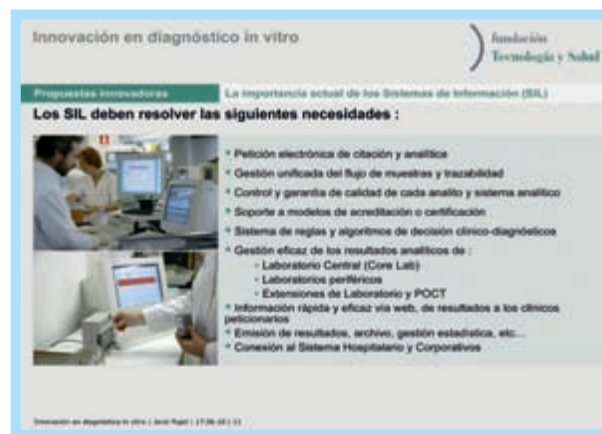 Innovación en diagnóstico in vitro
fundación
Tecnología y Salud
Propuestas innovadoras
La importancia actual de los Sistemas de Información (SIL)
Los SIL deben resolver las siguientes necesidades :
* Petición electrónica de citación y analítica
* Gestión unificada del flujo de muestras y trazabilidad
* Control y garantía de calidad de cada analito y sistema analítico
* Soporte a modelos de acreditación o certificación
* Sistema de reglas y algoritmos de decisión clínico-diagnósticos
* Gestión eficaz de los resultados analíticos de :
- Laboratorio Central (Core Lab)
- Laboratorios periféricos
- Extensiones de Laboratorio y POCT
* Información rápida y eficaz vía web, de resultados a los clínicos
peticionarios
* Emisión de resultados, archivo, gestión estadística, etc...
* Conexión al Sistema Hospitalario y Corporativos
Innovación en diagnóstico in vitro | Jordi Pujol |